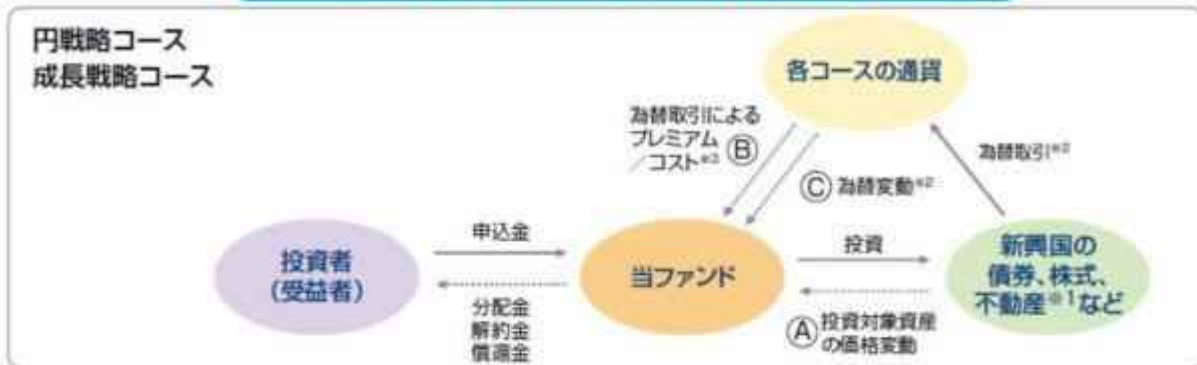 円戦略コース
成長戦略コース
各コースの通貨
為替取引による
プレミアム
／コスト※3 Ⓑ
為替取引※2
Ⓒ 為替変動※2
申込金
投資
投資者
（受益者）
当ファンド
新興国の
債券、株式、
不動産※1など
分配金
解約金
償還金
Ⓐ 投資対象資産
の価格変動